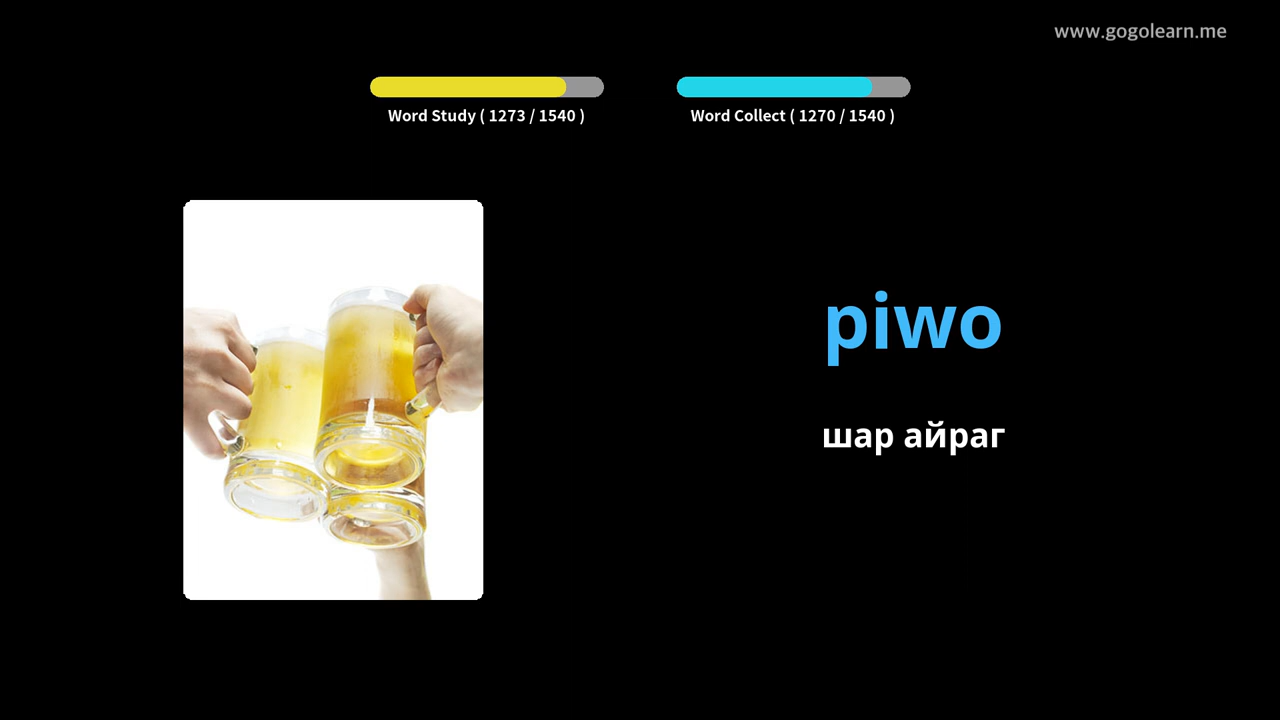 www.gogolearn.me
Word Study ( 1273 / 1540 )
Word Collect ( 1270 / 1540 )
piwo
шар айраг